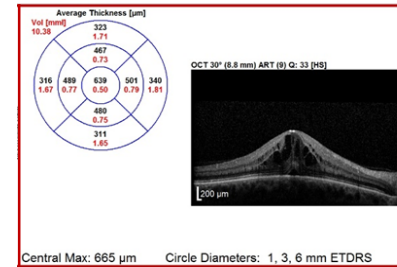 Average Thickness [µm]
Vol [mm³]
10.38
323
1.71
467
0.73
316 489 639 501 340
1.67 0.77 0.50 0.79 1.81
480
0.75
311
1.65
OCT 30° (8.8 mm) ART (9) Q: 33 [HS]
200 µm
Central Max: 665 µm Circle Diameters: 1, 3, 6 mm ETDRS